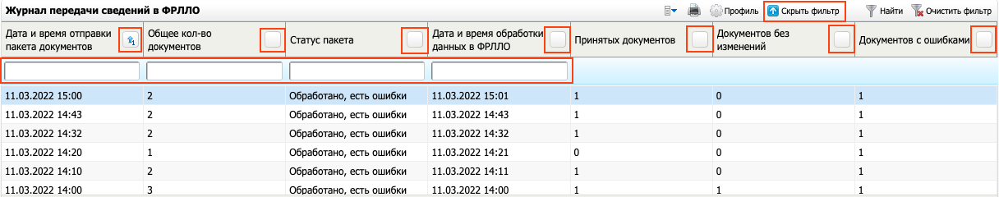 Журнал передачи сведений в ФРЛЛО Профиль Скрыть фильтр Найти Очистить фильтр
Дата и время отправки пакета документов 1 Общее кол-во документов Статус пакета Дата и время обработки данных в ФРЛЛО Принятых документов Документов без изменений Документов с ошибками
11.03.2022 15:00 2 Обработано, есть ошибки 11.03.2022 15:01 1 0 1
11.03.2022 14:43 2 Обработано, есть ошибки 11.03.2022 14:43 1 0 1
11.03.2022 14:32 2 Обработано, есть ошибки 11.03.2022 14:32 1 0 1
11.03.2022 14:20 1 Обработано, есть ошибки 11.03.2022 14:21 0 0 1
11.03.2022 14:10 2 Обработано, есть ошибки 11.03.2022 14:11 1 0 1
11.03.2022 14:00 3 Обработано, есть ошибки 11.03.2022 14:00 1 1 1